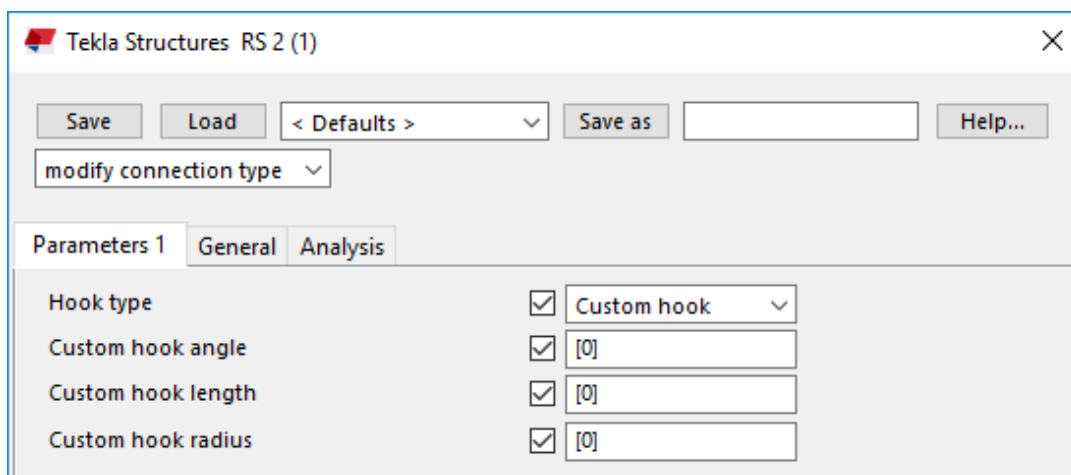 Tekla Structures  RS 2 (1)
Save Load < Defaults > Save as Help...
modify connection type
Parameters 1 General Analysis
Hook type Custom hook
Custom hook angle [0]
Custom hook length [0]
Custom hook radius [0]